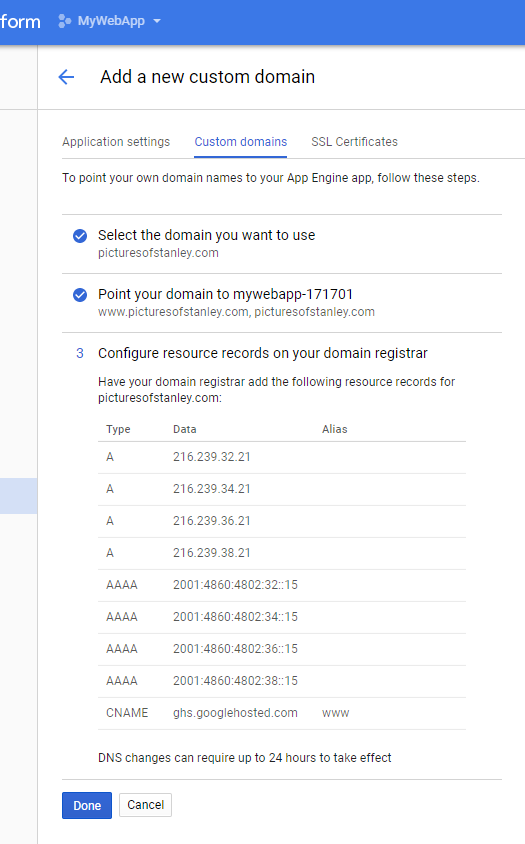 form MyWebApp
Add a new custom domain
Application settings Custom domains SSL Certificates
To point your own domain names to your App Engine app, follow these steps.
Select the domain you want to use
picturesofstanley.com
Point your domain to mywebapp-171701
www.picturesofstanley.com, picturesofstanley.com
3 Configure resource records on your domain registrar
Have your domain registrar add the following resource records for
picturesofstanley.com:
Type Data Alias
A 216.239.32.21
A 216.239.34.21
A 216.239.36.21
A 216.239.38.21
AAAA 2001:4860:4802:32::15
AAAA 2001:4860:4802:34::15
AAAA 2001:4860:4802:36::15
AAAA 2001:4860:4802:38::15
CNAME ghs.googlehosted.com www
DNS changes can require up to 24 hours to take effect
Done Cancel